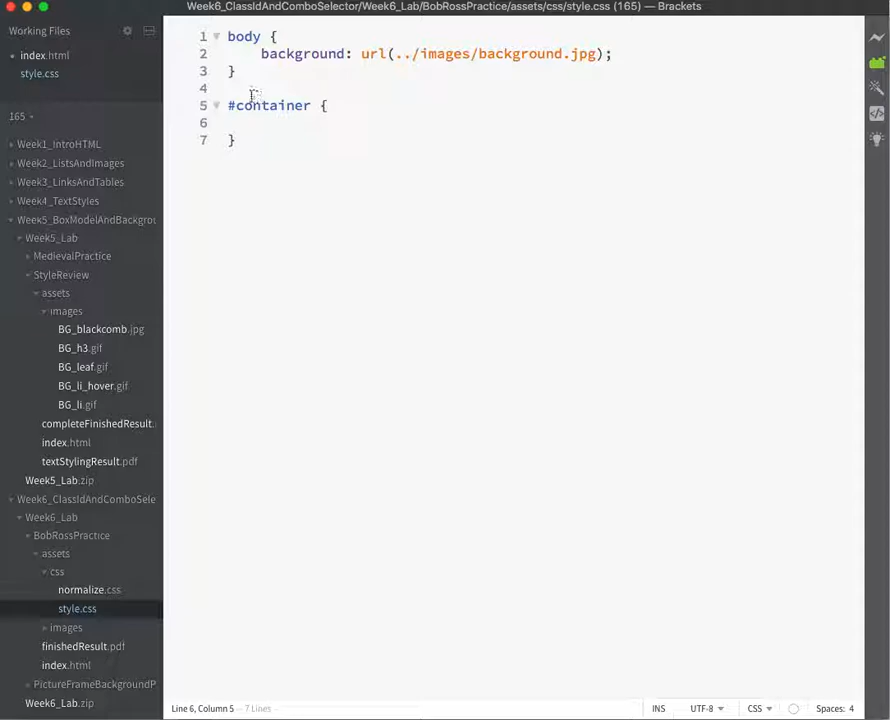 Week6_ClassIdAndComboSelector/Week6_Lab/BobRossPractice/assets/css/style.css (165) — Brackets
Working Files
index.html
style.css
165
Week1_IntroHTML
Week2_ListsAndImages
Week3_LinksAndTables
Week4_TextStyles
Week5_BoxModelAndBackgrou
Week5_Lab
MedievalPractice
StyleReview
assets
images
BG_blackcomb.jpg
BG_h3.gif
BG_leaf.gif
BG_li_hover.gif
BG_li.gif
completeFinishedResult.
index.html
textStylingResult.pdf
Week5_Lab.zip
Week6_ClassIdAndComboSele
Week6_Lab
BobRossPractice
assets
css
normalize.css
style.css
images
finishedResult.pdf
index.html
PictureFrameBackgroundP
Week6_Lab.zip
1 body {
2 background: url(../images/background.jpg);
3 }
4
5 #container {
6
7 }
Line 6, Column 5 — 7 Lines
INS UTF-8 CSS Spaces: 4